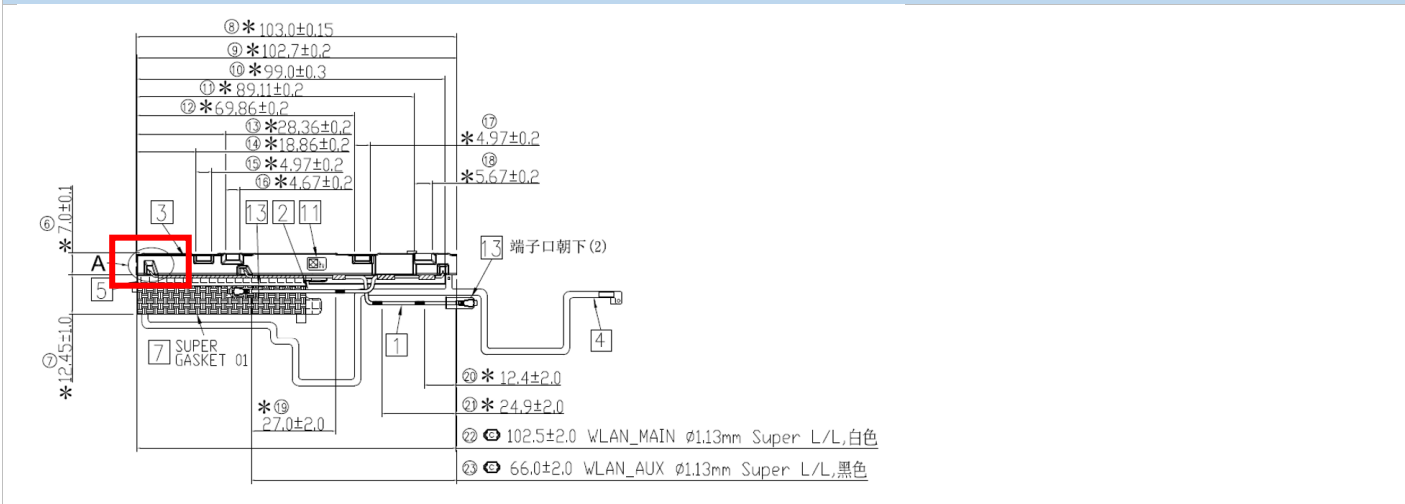 ⑧ *103.0±0.15
⑨ *102.7±0.2
⑩ *99.0±0.3
⑪ *89.11±0.2
⑫ *69.86±0.2
⑬ *28.36±0.2
⑭ *18.86±0.2
⑮ *4.97±0.2
⑯ *4.67±0.2
⑰
*4.97±0.2
⑱
*5.67±0.2
⑥ *7.0±0.1
3
13 2 11
13 端子口朝下(2)
A
5
7 SUPER GASKET 01
1
4
⑦ *12.45±1.0
*⑲
27.0±2.0
⑳ * 12.4±2.0
㉑ * 24.9±2.0
㉒ C 102.5±2.0 WLAN_MAIN Ø1.13mm Super L/L,白色
㉓ C 66.0±2.0 WLAN_AUX Ø1.13mm Super L/L,黑色